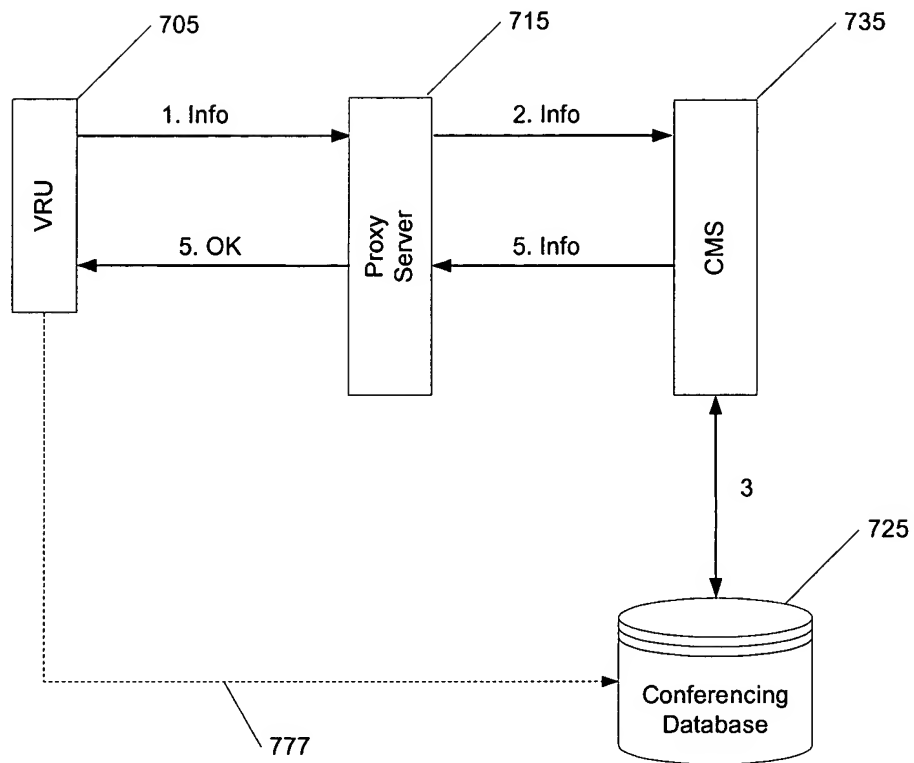 705
715
735
1. Info
2. Info
VRU
Proxy
Server
CMS
5. OK
5. Info
3
725
Conferencing
Database
777